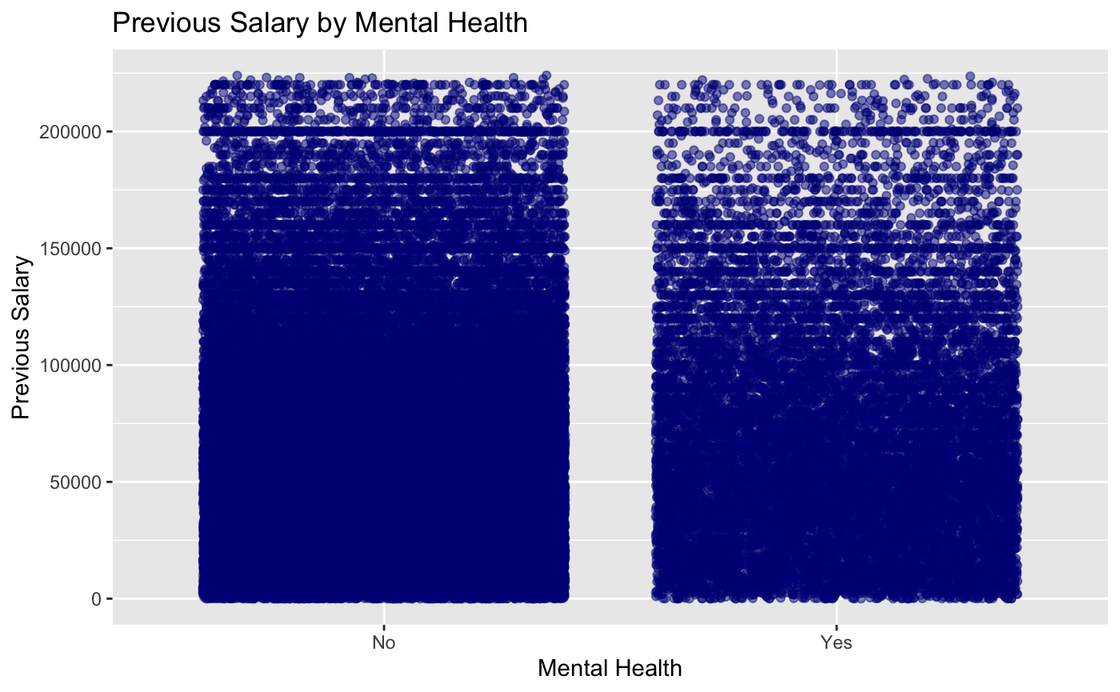 Previous Salary by Mental Health
Previous Salary
200000
150000
100000
50000
0
No Yes
Mental Health